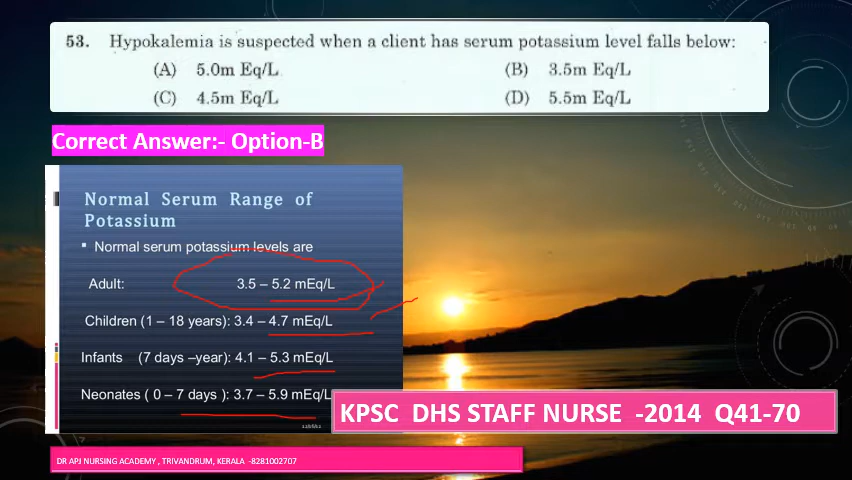 53. Hypokalemia is suspected when a client has serum potassium level falls below:
(A) 5.0m Eq/L (B) 3.5m Eq/L
(C) 4.5m Eq/L (D) 5.5m Eq/L
Correct Answer:- Option-B
Normal Serum Range of
Potassium
▪ Normal serum potassium levels are
Adult: 3.5 – 5.2 mEq/L
Children (1 – 18 years): 3.4 – 4.7 mEq/L
Infants (7 days –year): 4.1 – 5.3 mEq/L
Neonates ( 0 – 7 days ): 3.7 – 5.9 mEq/L
KPSC DHS STAFF NURSE -2014 Q41-70
DR APJ NURSING ACADEMY , TRIVANDRUM, KERALA -8281002707